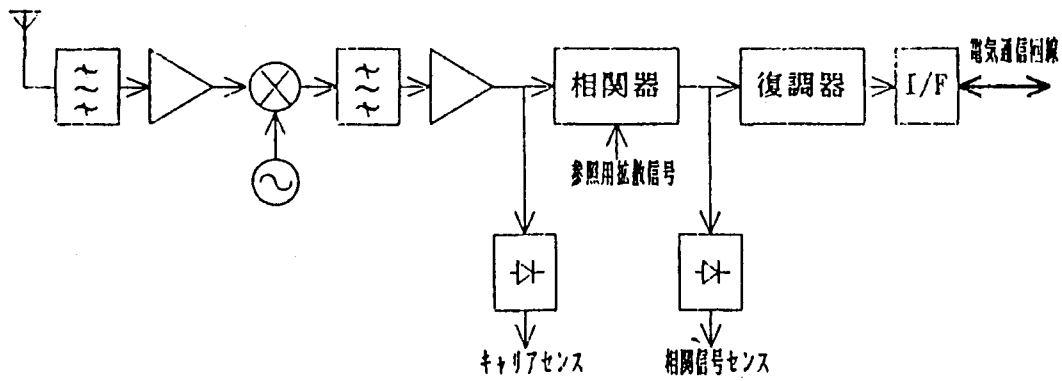 電気通信回線
相関器
復調器
I/F
参照用拡散信号
キャリアセンス
相関信号センス